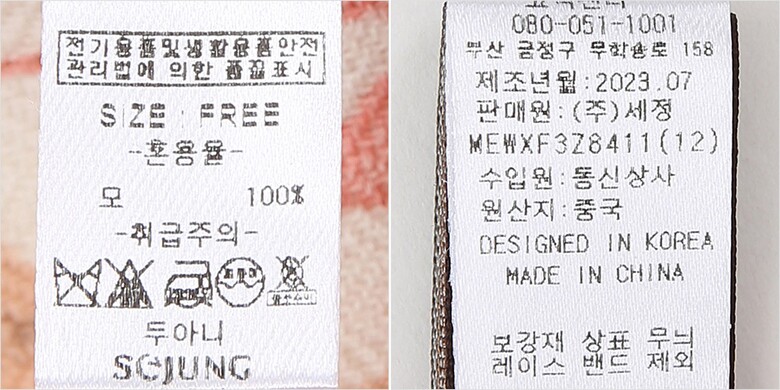 전기용품및생활용품안전
관리법에 의한 품질표시
SIZE : FREE
-혼용율-
모 100%
-취급주의-
두아니
SEJUNG
080-051-1001
부산 금정구 무학송로 158
제조년월:2023.07
판매원:(주)세정
MEWXF3Z8411(12)
수입원:동신상사
원산지:중국
DESIGNED IN KOREA
MADE IN CHINA
보강재 상표 무늬
레이스 밴드 제외